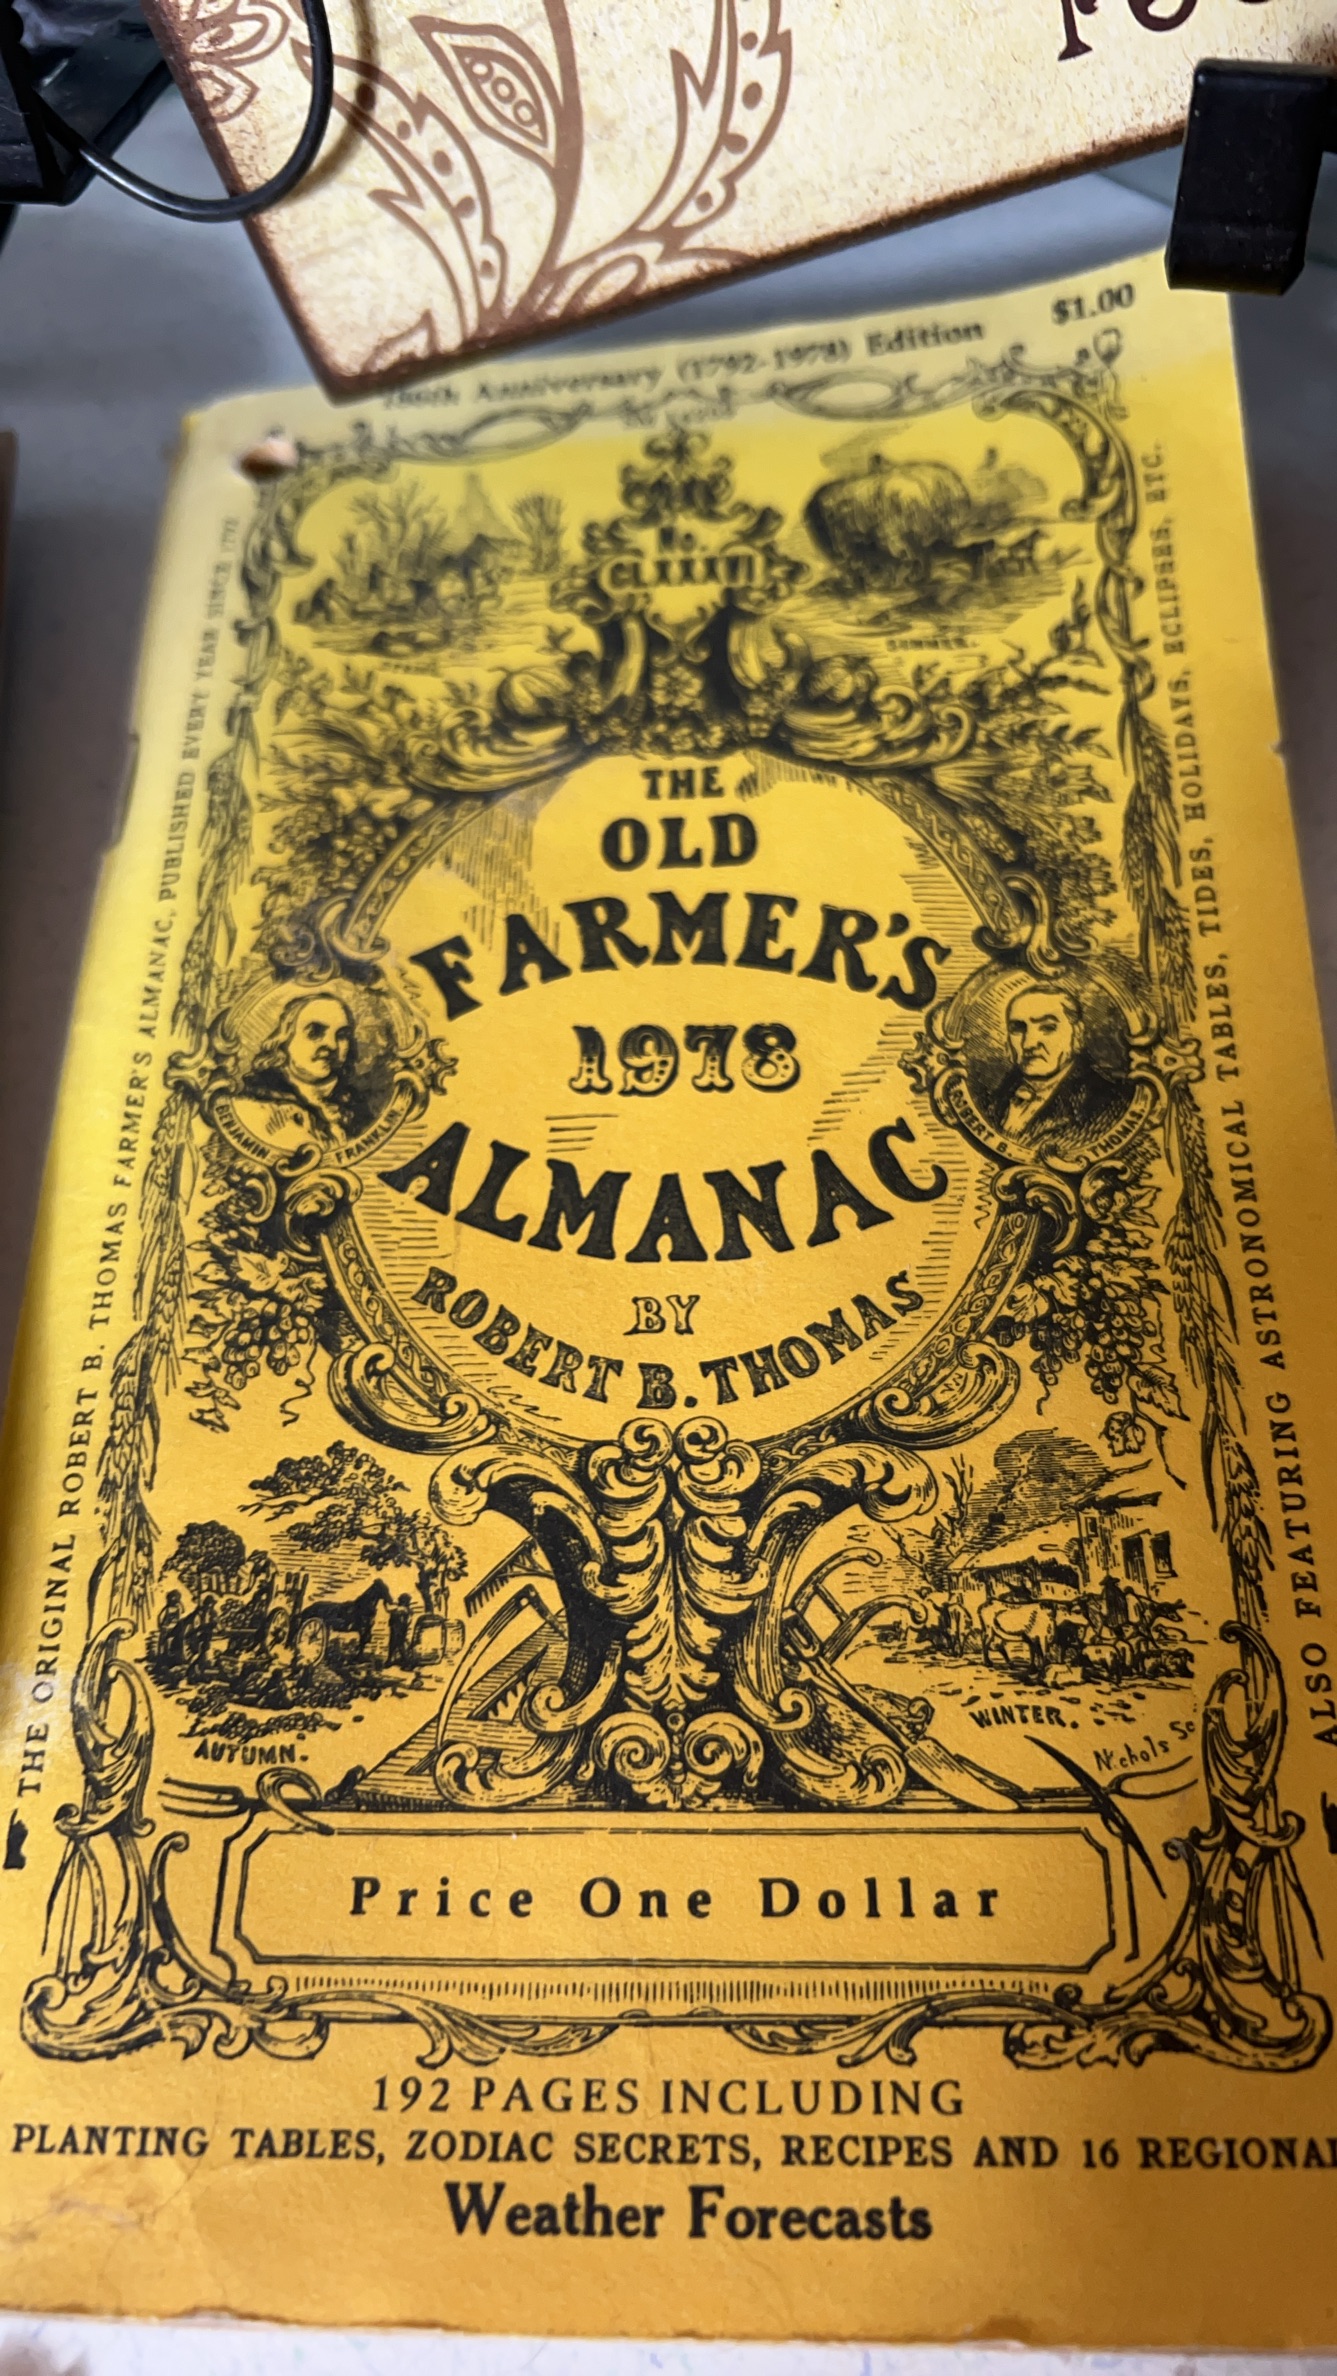 $1.00
186th Anniversary (1792-1978) Edition
No.
CLXXXVI
SUMMER.
THE
OLD
FARMER'S
1978
ALMANAC
BY
ROBERT B. THOMAS
BENJAMIN FRANKLIN
ROBERT B. THOMAS
AUTUMN.
WINTER.
Nichols Sc
Price One Dollar
THE ORIGINAL ROBERT B. THOMAS FARMER'S ALMANAC, PUBLISHED EVERY YEAR SINCE 1792
ALSO FEATURING ASTRONOMICAL TABLES, TIDES, HOLIDAYS, ECLIPSES, ETC.
192 PAGES INCLUDING
PLANTING TABLES, ZODIAC SECRETS, RECIPES AND 16 REGIONAL
Weather Forecasts